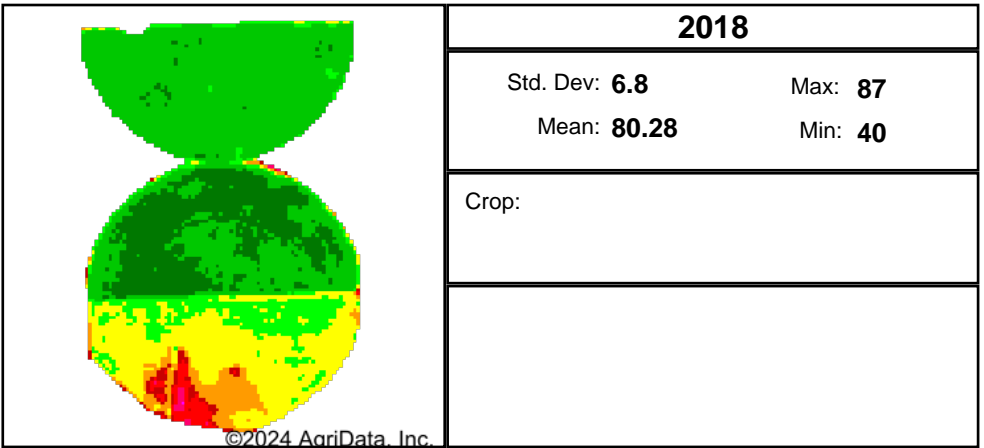 2018
Std. Dev: 6.8 Max: 87
Mean: 80.28 Min: 40
Crop:
©2024 AgriData, Inc.